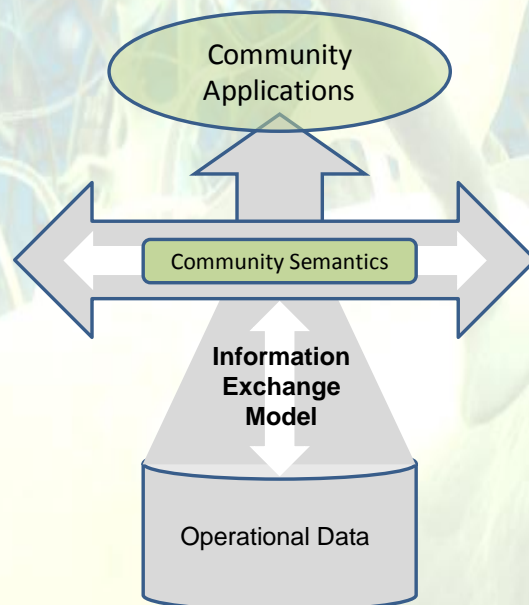 Community
Applications
Community Semantics
Information
Exchange
Model
Operational Data